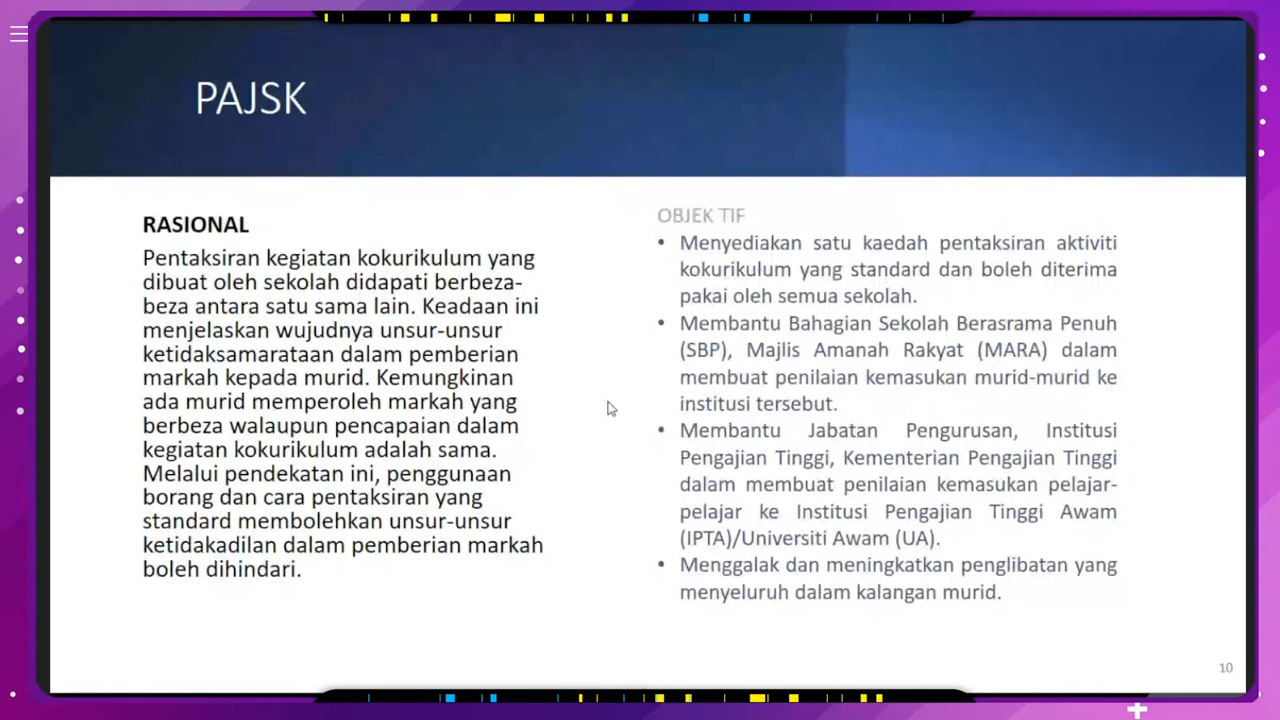 PAJSK
RASIONAL
Pentaksiran kegiatan kokurikulum yang
dibuat oleh sekolah didapati berbeza-
beza antara satu sama lain. Keadaan ini
menjelaskan wujudnya unsur-unsur
ketidaksamarataan dalam pemberian
markah kepada murid. Kemungkinan
ada murid memperoleh markah yang
berbeza walaupun pencapaian dalam
kegiatan kokurikulum adalah sama.
Melalui pendekatan ini, penggunaan
borang dan cara pentaksiran yang
standard membolehkan unsur-unsur
ketidakadilan dalam pemberian markah
boleh dihindari.
OBJEK TIF
• Menyediakan satu kaedah pentaksiran aktiviti
kokurikulum yang standard dan boleh diterima
pakai oleh semua sekolah.
• Membantu Bahagian Sekolah Berasrama Penuh
(SBP), Majlis Amanah Rakyat (MARA) dalam
membuat penilaian kemasukan murid-murid ke
institusi tersebut.
• Membantu Jabatan Pengurusan, Institusi
Pengajian Tinggi, Kementerian Pengajian Tinggi
dalam membuat penilaian kemasukan pelajar-
pelajar ke Institusi Pengajian Tinggi Awam
(IPTA)/Universiti Awam (UA).
• Menggalak dan meningkatkan penglibatan yang
menyeluruh dalam kalangan murid.
10